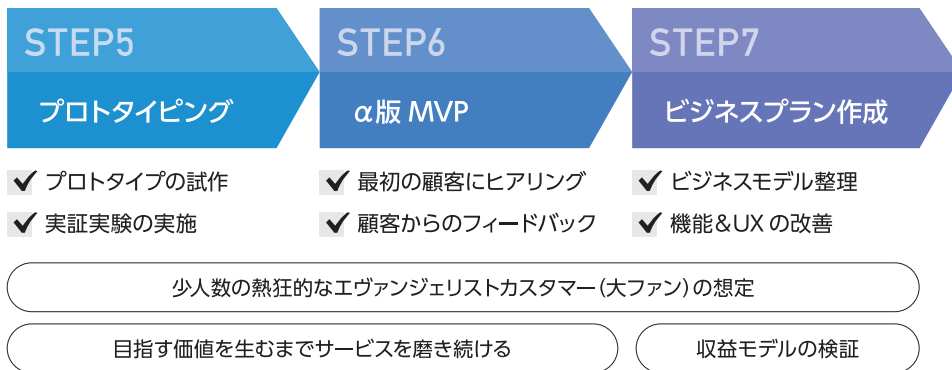 STEP5
プロトタイピング
プロトタイプの試作
実証実験の実施
STEP6
α版 MVP
最初の顧客にヒアリング
顧客からのフィードバック
STEP7
ビジネスプラン作成
ビジネスモデル整理
機能&UX の改善
少人数の熱狂的なエヴァンジェリストカスタマー(大ファン)の想定
目指す価値を生むまでサービスを磨き続ける
収益モデルの検証